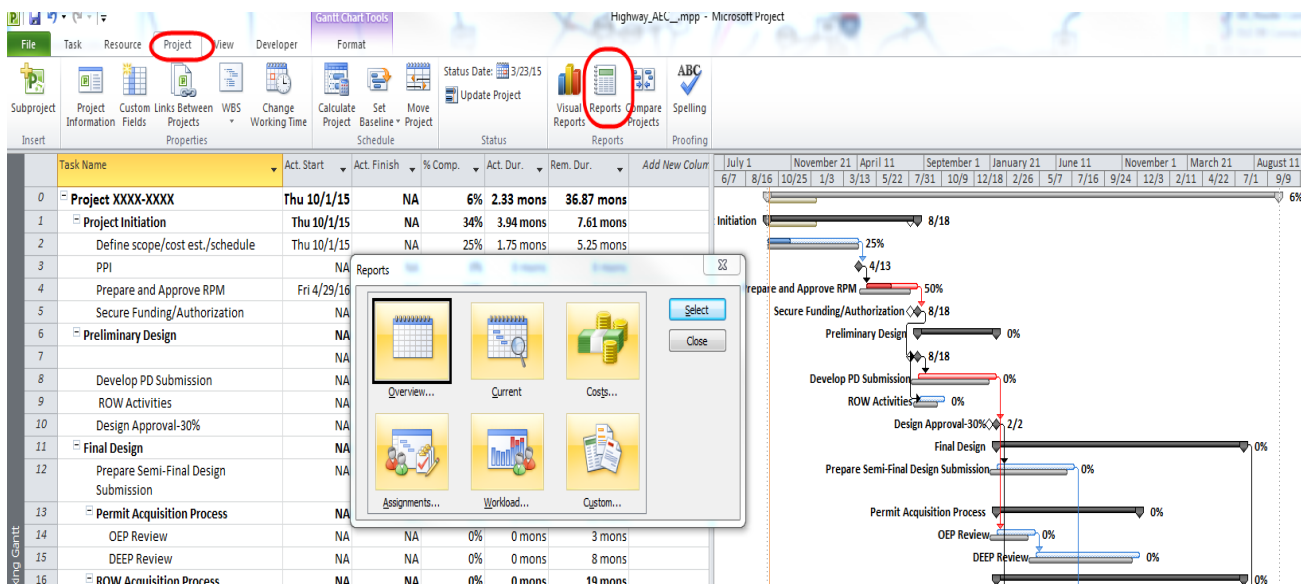 Gantt Chart Tools
Highway_AEC_.mpp - Microsoft Project
File Task Resource Project View Developer Format
Status Date: 3/23/15
Update Project
ABC
Subproject
Project Information
Custom Fields
Links Between Projects
WBS
Change Working Time
Calculate Project
Set Baseline
Move Project
Visual Reports
Reports
Compare Projects
Spelling
Insert Properties Schedule Status Reports Proofing
Task Name Act. Start Act. Finish % Comp. Act. Dur. Rem. Dur. Add New Colum
July 1 November 21 April 11 September 1 January 21 June 11 November 1 March 21 August 11
6/7 8/16 10/25 1/3 3/13 5/22 7/31 10/9 12/18 2/26 5/7 7/16 9/24 12/3 2/11 4/22 7/1 9/9
0 Project XXXX-XXXX Thu 10/1/15 NA 6% 2.33 mons 36.87 mons 6%
1 Project Initiation Thu 10/1/15 NA 34% 3.94 mons 7.61 mons Initiation 8/18
2 Define scope/cost est./schedule Thu 10/1/15 NA 25% 1.75 mons 5.25 mons 25%
3 PPI NA NA 0% 0 mons 0 mons 4/13
4 Prepare and Approve RPM Fri 4/29/16 repare and Approve RPM 50%
5 Secure Funding/Authorization NA Secure Funding/Authorization 8/18
6 Preliminary Design NA Preliminary Design 0%
7 NA 8/18
8 Develop PD Submission NA Develop PD Submission 0%
9 ROW Activities NA ROW Activities 0%
10 Design Approval-30% NA Design Approval-30% 2/2
11 Final Design NA Final Design 0%
12 Prepare Semi-Final Design NA Prepare Semi-Final Design Submission 0%
Submission
13 Permit Acquisition Process NA Permit Acquisition Process 0%
14 OEP Review NA NA 0% 0 mons 3 mons OEP Review 0%
15 DEEP Review NA NA 0% 0 mons 8 mons DEEP Review 0%
16 ROW Acquisition Process NA NA 0% 0 mons 19 mons 0%
Reports
Overview... Current Costs...
Assignments... Workload... Custom...
Select
Close
king Gantt